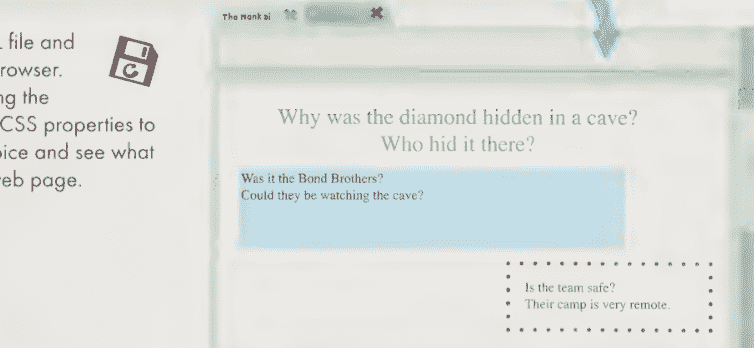 file and
rowser.
ng the
CSS properties to
oice and see what
eb page.
The Monk
Why was the diamond hidden in a cave?
Who hid it there?
Was it the Bond Brothers?
Could they be watching the cave?
Is the team safe?
Their camp is very remote.